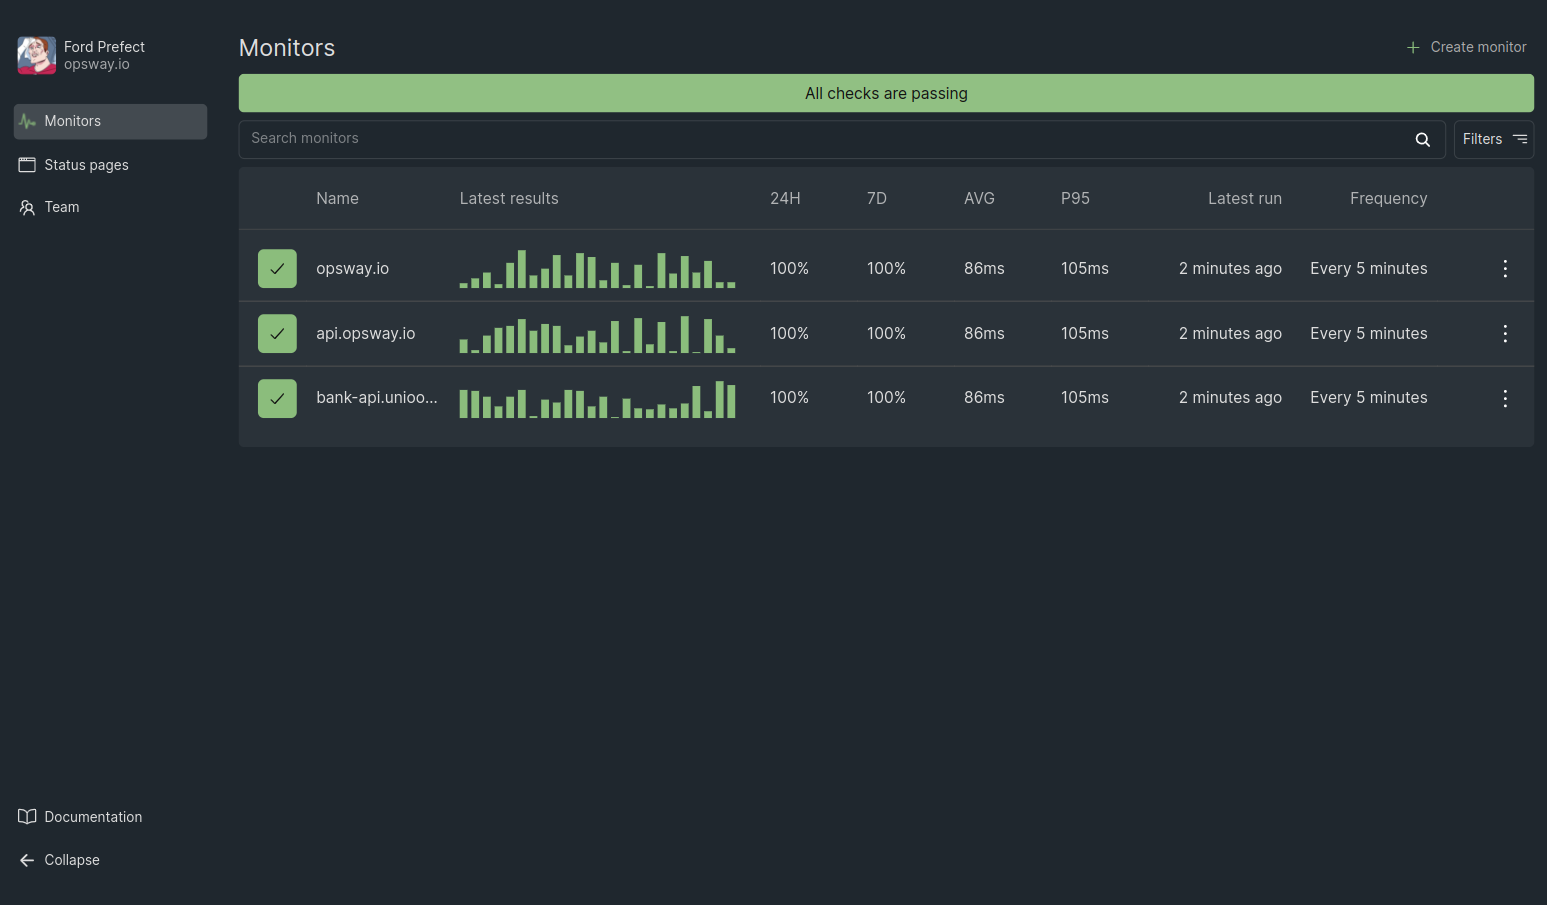 Ford Prefect
opsway.io
Monitors
Status pages
Team
Documentation
Collapse
Monitors
Create monitor
All checks are passing
Search monitors
Filters
Name Latest results 24H 7D AVG P95 Latest run Frequency
opsway.io 100% 100% 86ms 105ms 2 minutes ago Every 5 minutes
api.opsway.io 100% 100% 86ms 105ms 2 minutes ago Every 5 minutes
bank-api.unioo... 100% 100% 86ms 105ms 2 minutes ago Every 5 minutes